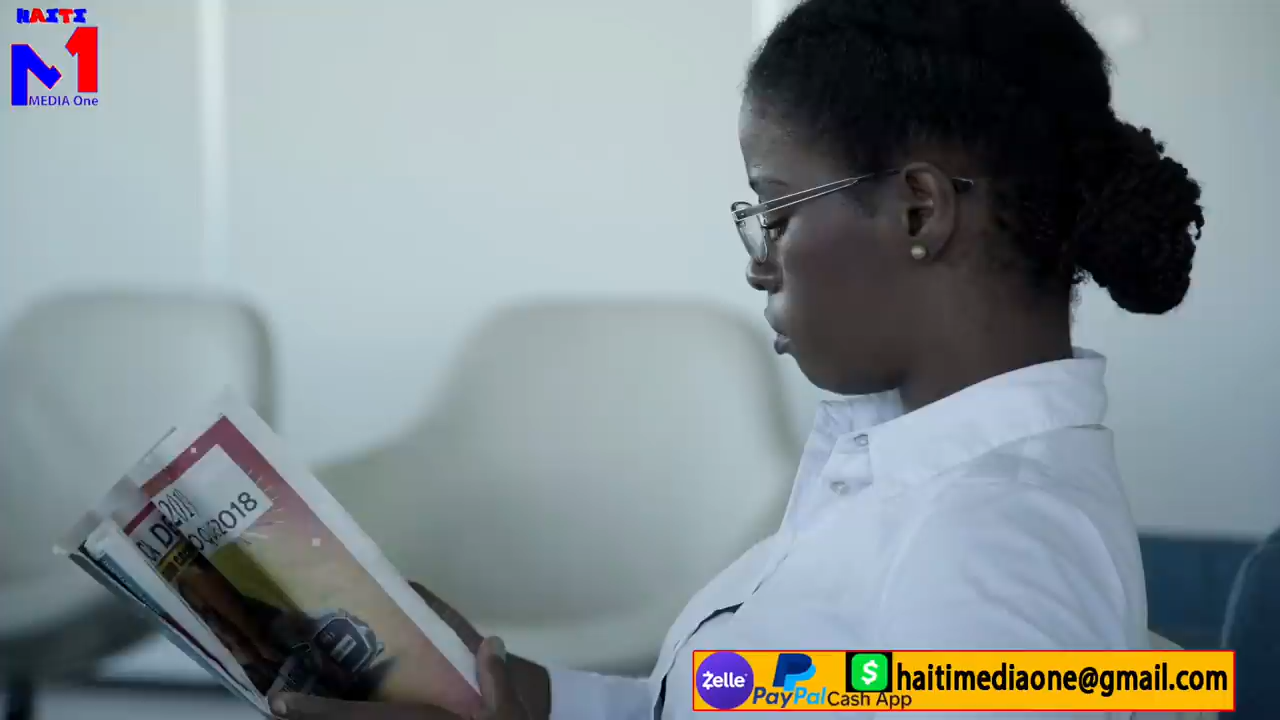 HAITI
M1
MEDIA One
2018
Zelle
PayPal
Cash App
haitimediaone@gmail.com